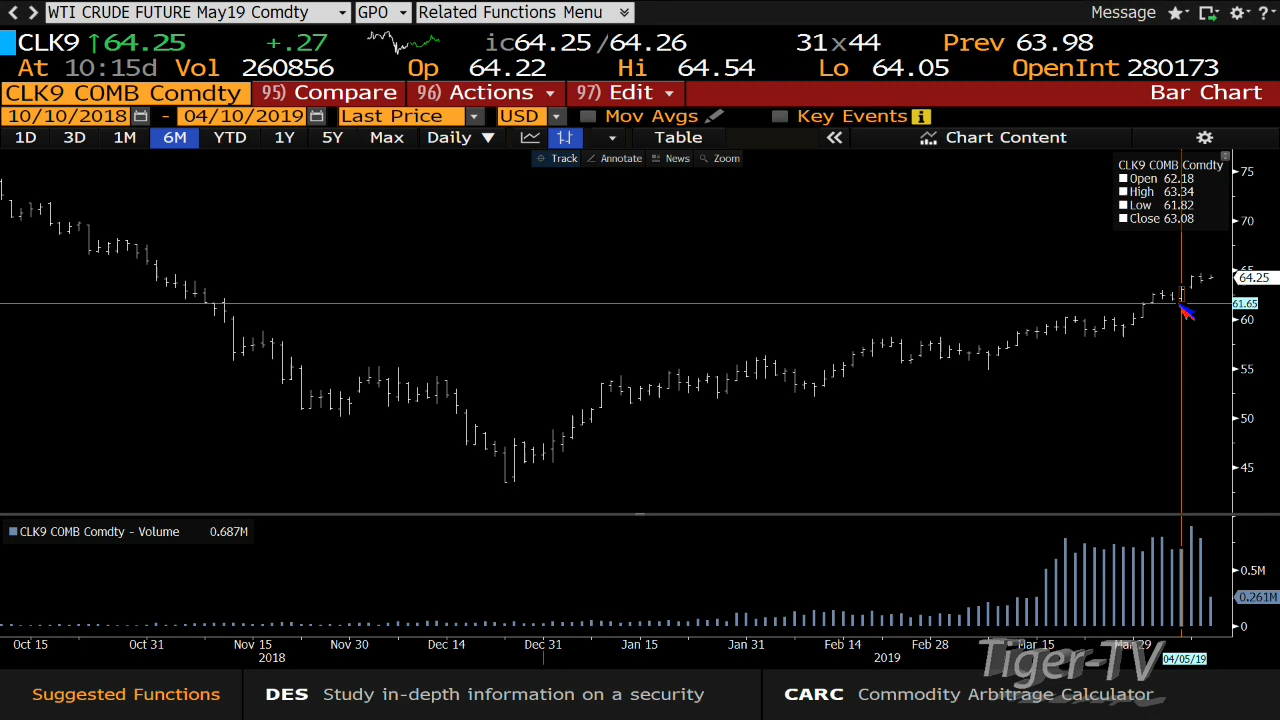 WTI CRUDE FUTURE May19 Comdty GPO Related Functions Menu Message ?
CLK9 ↑64.25 +.27 ic64.25/64.26 31x44 Prev 63.98
At 10:15d Vol 260856 Op 64.22 Hi 64.54 Lo 64.05 OpenInt 280173
CLK9 COMB Comdty 95) Compare 96) Actions 97) Edit Bar Chart
10/10/2018 - 04/10/2019 Last Price USD Mov Avgs Key Events i
1D 3D 1M 6M YTD 1Y 5Y Max Daily ▼ Table « Chart Content
Track Annotate News Zoom
CLK9 COMB Comdty
Open 62.18
High 63.34
Low 61.82
Close 63.08
75
70
65
64.25
61.65
60
55
50
45
CLK9 COMB Comdty - Volume 0.687M
0.5M
0.261M
0
Oct 15 Oct 31 Nov 15 Nov 30 Dec 14 Dec 31 Jan 15 Jan 31 Feb 14 Feb 28 Mar 15 Mar 29
2018 2019 04/05/19
Tiger-TV
Suggested Functions DES Study in-depth information on a security CARC Commodity Arbitrage Calculator